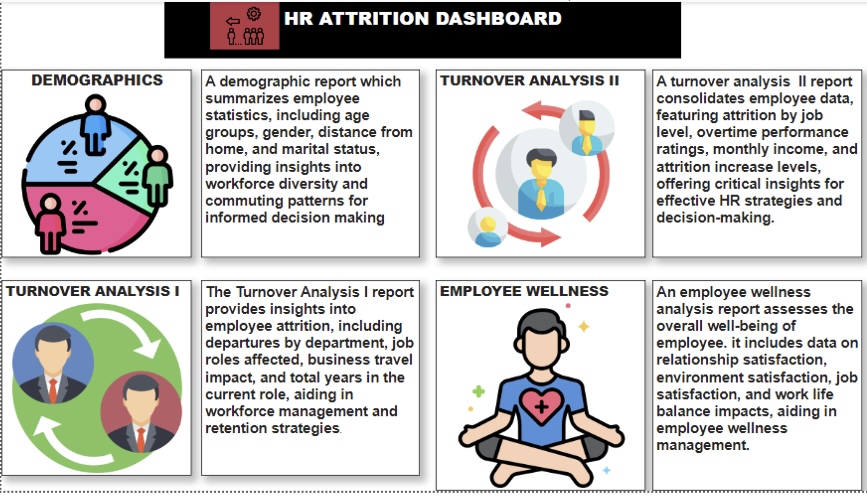 HR ATTRITION DASHBOARD
DEMOGRAPHICS
A demographic report which
summarizes employee
statistics, including age
groups, gender, distance from
home, and marital status,
providing insights into
workforce diversity and
commuting patterns for
informed decision making
TURNOVER ANALYSIS II
A turnover analysis  II report
consolidates employee data,
featuring attrition by job
level, overtime performance
ratings, monthly income, and
attrition increase levels,
offering critical insights for
effective HR strategies and
decision-making.
TURNOVER ANALYSIS I
The Turnover Analysis I report
provides insights into
employee attrition, including
departures by department, job
roles affected, business travel
impact, and total years in the
current role, aiding in
workforce management and
retention strategies.
EMPLOYEE WELLNESS
An employee wellness
analysis report assesses the
overall well-being of
employee. it includes data on
relationship satisfaction,
environment satisfaction, job
satisfaction, and work life
balance impacts, aiding in
employee wellness
management.